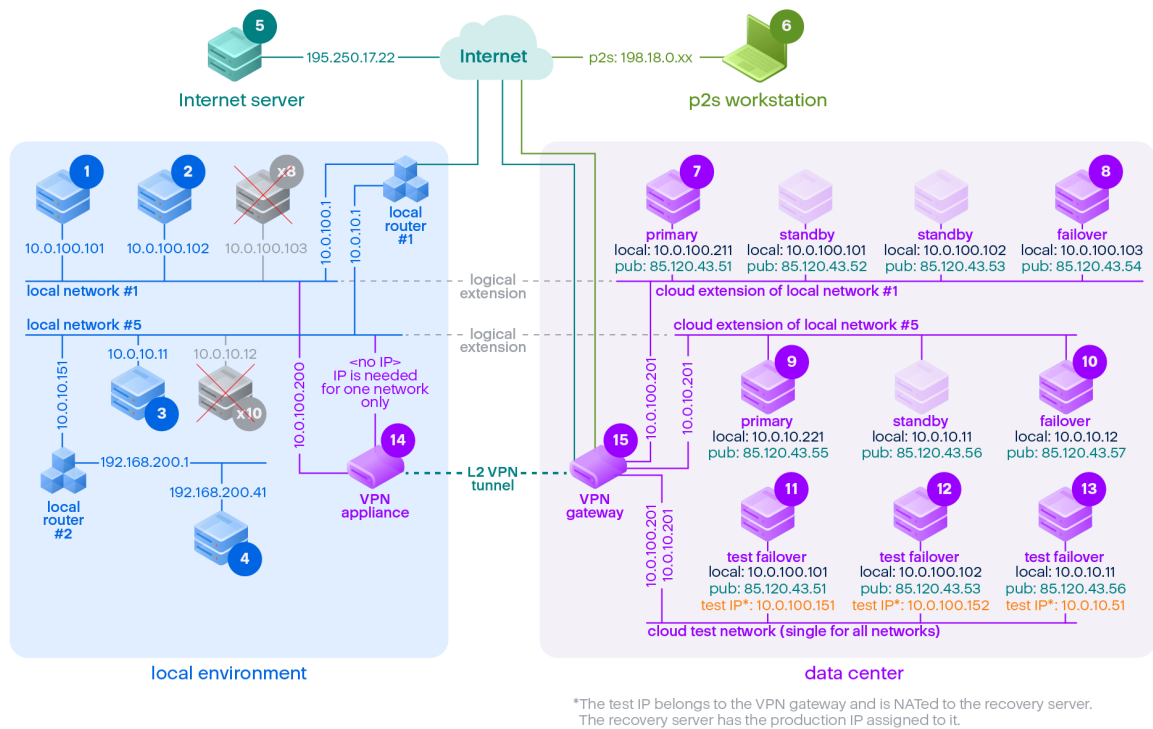 5
6
195.250.17.22
Internet
p2s: 198.18.0.xx
Internet server
p2s workstation
1
2
x8
10.0.100.101
10.0.100.102
10.0.100.103
10.0.100.1
10.0.10.1
local
router
#1
local network #1
logical
extension
local network #5
logical
extension
10.0.10.151
10.0.10.11
10.0.10.12
3
x10
10.0.100.200
<no IP>
IP is needed
for one network
only
14
VPN
appliance
192.168.200.1
192.168.200.41
local
router
#2
4
local environment
L2 VPN
tunnel
7
8
primary
local: 10.0.100.211
pub: 85.120.43.51
standby
local: 10.0.100.101
pub: 85.120.43.52
standby
local: 10.0.100.102
pub: 85.120.43.53
failover
local: 10.0.100.103
pub: 85.120.43.54
cloud extension of local network #1
cloud extension of local network #5
10.0.100.201
10.0.10.201
9
10
primary
local: 10.0.10.221
pub: 85.120.43.55
standby
local: 10.0.10.11
pub: 85.120.43.56
failover
local: 10.0.10.12
pub: 85.120.43.57
15
VPN
gateway
10.0.100.201
10.0.10.201
11
12
13
test failover
local: 10.0.100.101
pub: 85.120.43.51
test IP*: 10.0.100.151
test failover
local: 10.0.100.102
pub: 85.120.43.53
test IP*: 10.0.100.152
test failover
local: 10.0.10.11
pub: 85.120.43.56
test IP*: 10.0.10.51
cloud test network (single for all networks)
data center
*The test IP belongs to the VPN gateway and is NATed to the recovery server.
The recovery server has the production IP assigned to it.